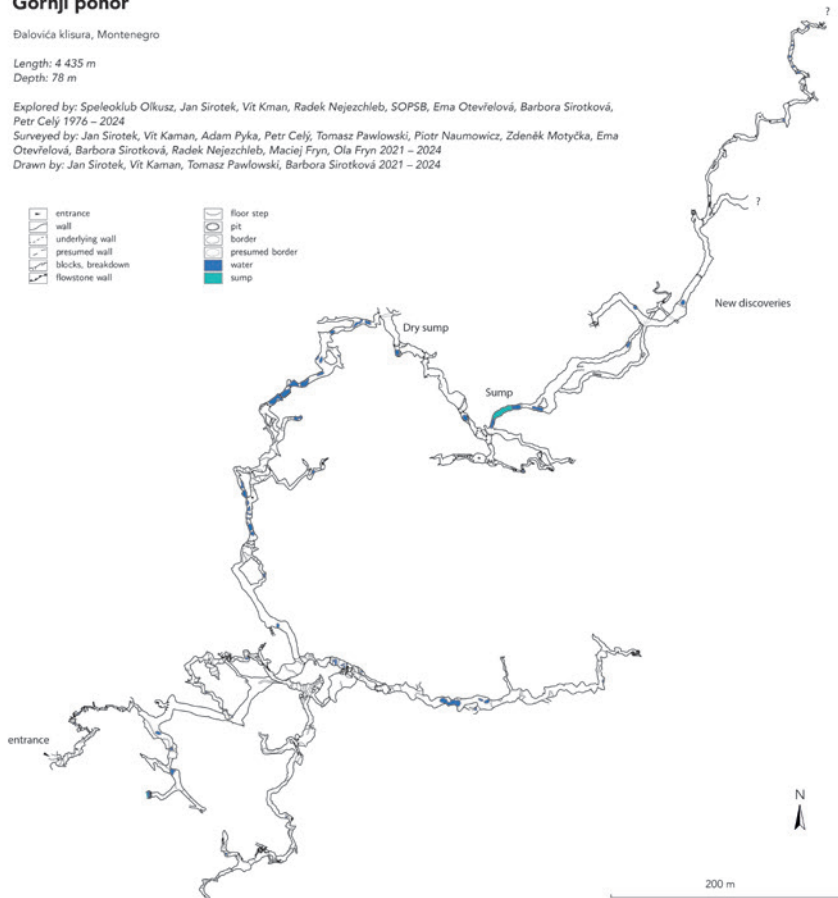 Gornji ponor
Đalovića klisura, Montenegro
Length: 4 435 m
Depth: 78 m
Explored by: Speleoklub Olkusz, Jan Sirotek, Vít Kman, Radek Nejezchleb, SOPSB, Ema Otevřelová, Barbora Sirotková,
Petr Celý 1976 – 2024
Surveyed by: Jan Sirotek, Vít Kaman, Adam Pyka, Petr Celý, Tomasz Pawlowski, Piotr Naumowicz, Zdeněk Motyčka, Ema
Otevřelová, Barbora Sirotková, Radek Nejezchleb, Maciej Fryn, Ola Fryn 2021 – 2024
Drawn by: Jan Sirotek, Vít Kaman, Tomasz Pawlowski, Barbora Sirotková 2021 – 2024
entrance
wall
underlying wall
presumed wall
blocks, breakdown
flowstone wall
floor step
pit
border
presumed border
water
sump
?
?
New discoveries
Dry sump
Sump
entrance
N
200 m